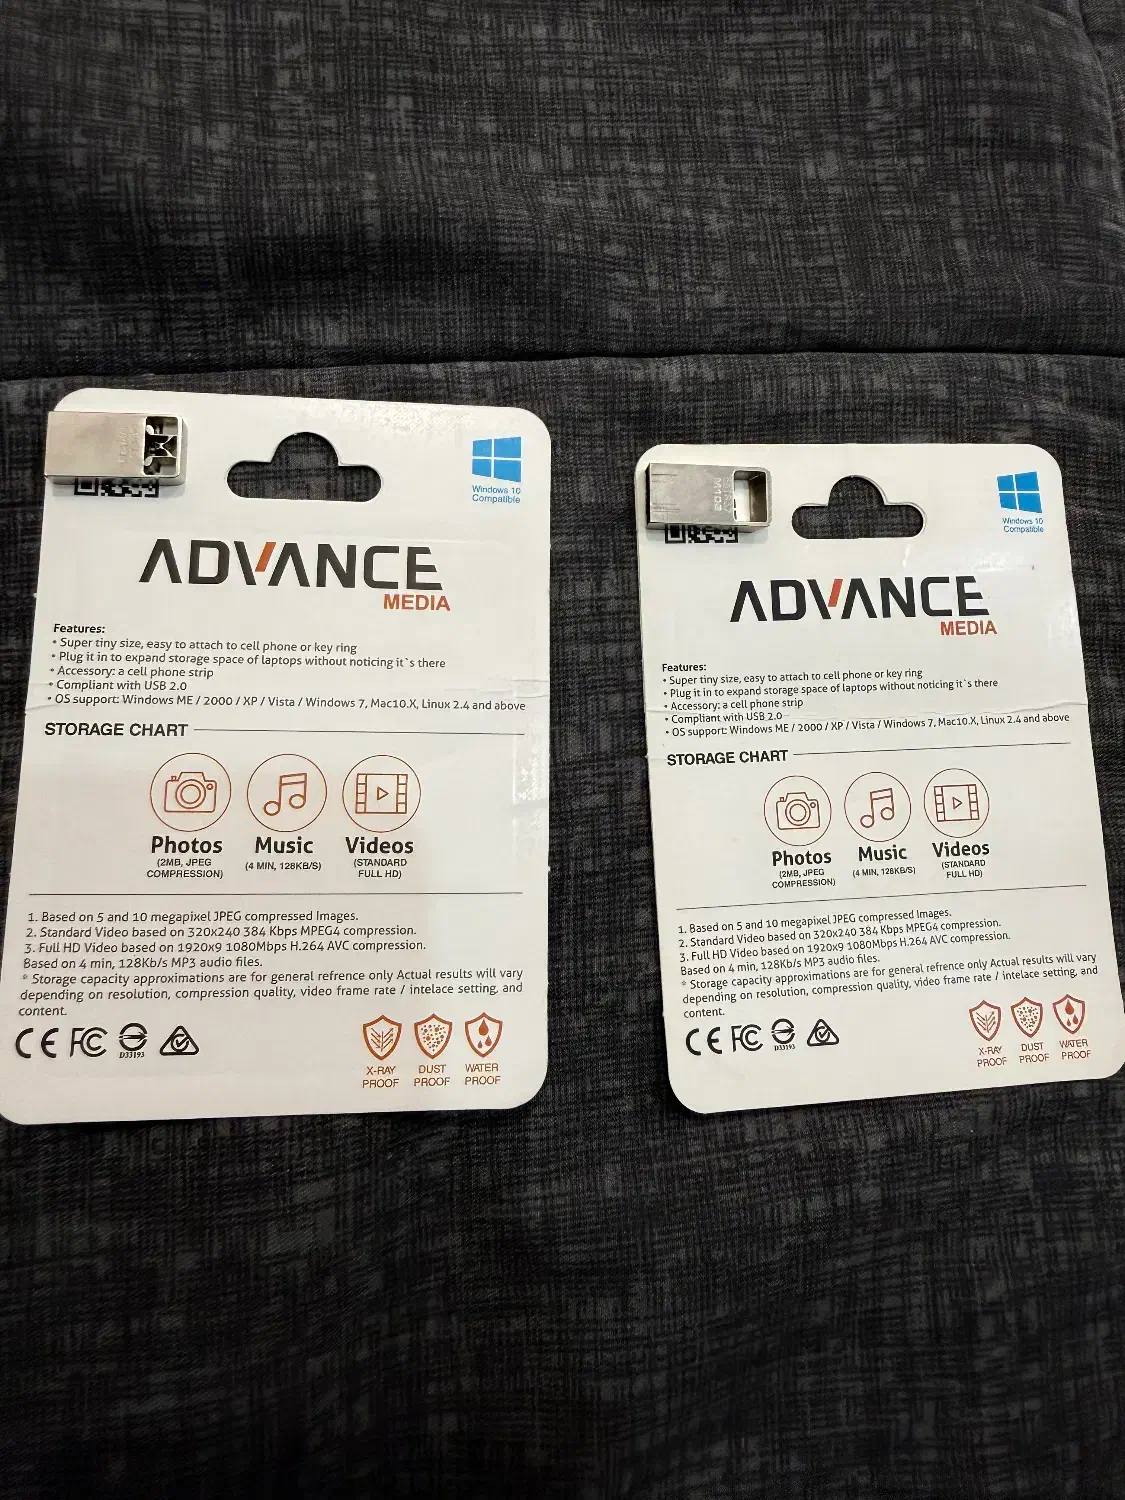 Windows 10
Compatible
ADVANCE
MEDIA
Features:
• Super tiny size, easy to attach to cell phone or key ring
• Plug it in to expand storage space of laptops without noticing it`s there
• Accessory: a cell phone strip
• Compliant with USB 2.0
• OS support: Windows ME / 2000 / XP / Vista / Windows 7, Mac10.X, Linux 2.4 and above
STORAGE CHART
Photos Music Videos
(2MB, JPEG COMPRESSION) (4 MIN, 128KB/S) (STANDARD FULL HD)
1. Based on 5 and 10 megapixel JPEG compressed Images.
2. Standard Video based on 320x240 384 Kbps MPEG4 compression.
3. Full HD Video based on 1920x9 1080Mbps H.264 AVC compression.
Based on 4 min, 128Kb/s MP3 audio files.
* Storage capacity approximations are for general refrence only Actual results will vary
depending on resolution, compression quality, video frame rate / intelace setting, and
content.
CE FC D33193
X-RAY PROOF DUST PROOF WATER PROOF
Windows 10
Compatible
ADVANCE
MEDIA
Features:
• Super tiny size, easy to attach to cell phone or key ring
• Plug it in to expand storage space of laptops without noticing it`s there
• Accessory: a cell phone strip
• Compliant with USB 2.0
• OS support: Windows ME / 2000 / XP / Vista / Windows 7, Mac10.X, Linux 2.4 and above
STORAGE CHART
Photos Music Videos
(2MB, JPEG COMPRESSION) (4 MIN, 128KB/S) (STANDARD FULL HD)
1. Based on 5 and 10 megapixel JPEG compressed Images.
2. Standard Video based on 320x240 384 Kbps MPEG4 compression.
3. Full HD Video based on 1920x9 1080Mbps H.264 AVC compression.
Based on 4 min, 128Kb/s MP3 audio files.
* Storage capacity approximations are for general refrence only Actual results will vary
depending on resolution, compression quality, video frame rate / intelace setting, and
content.
CE FC D33193
X-RAY PROOF DUST PROOF WATER PROOF